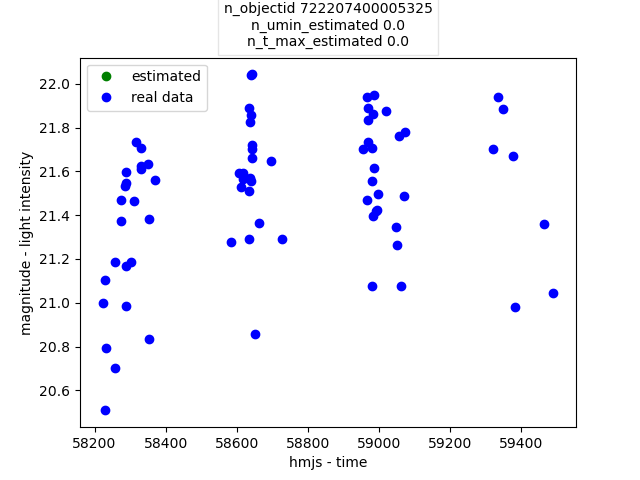 n_objectid 722207400005325
n_umin_estimated 0.0
n_t_max_estimated 0.0
estimated
real data
magnitude - light intensity
22.0
21.8
21.6
21.4
21.2
21.0
20.8
20.6
58200 58400 58600 58800 59000 59200 59400
hmjs - time